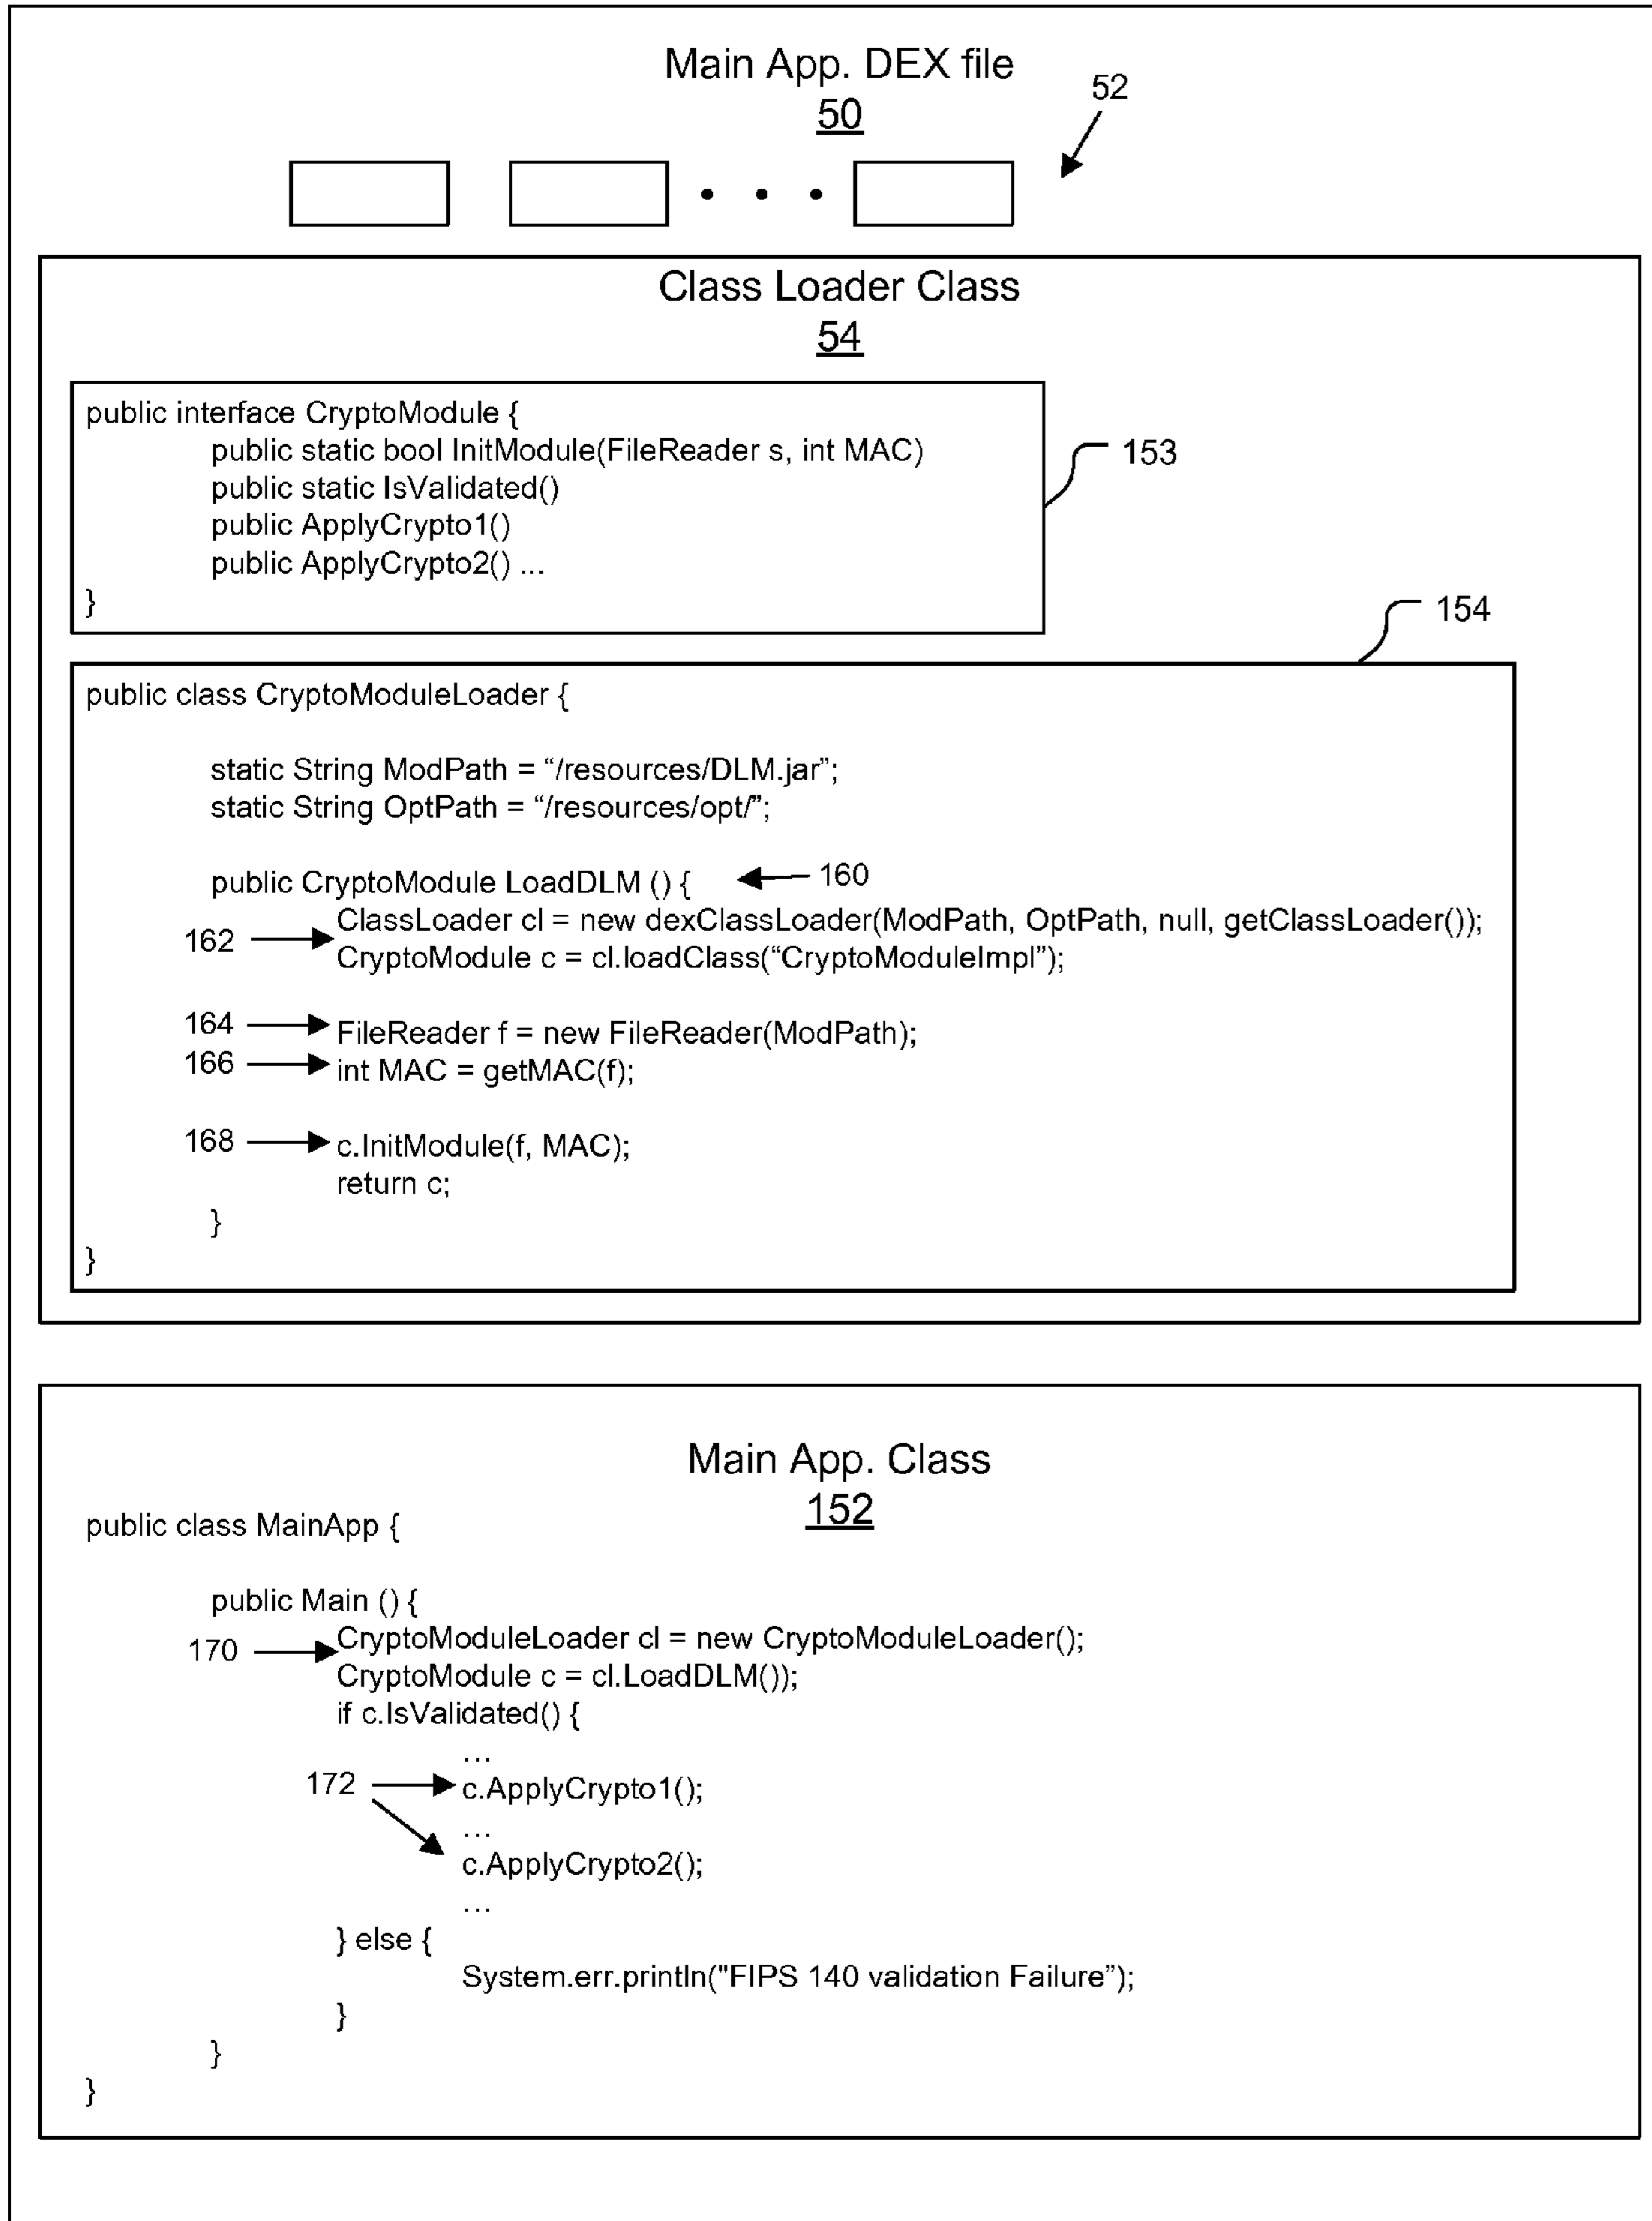 Main App. DEX file
50
52
Class Loader Class
54
public interface CryptoModule {
public static bool InitModule(FileReader s, int MAC)
153
public static IsValidated()
public ApplyCrypto1()
public ApplyCrypto2() ...
}
154
public class CryptoModuleLoader {
static String ModPath = “/resources/DLM.jar”;
static String OptPath = “/resources/opt/”;
public CryptoModule LoadDLM () {
160
ClassLoader cl = new dexClassLoader(ModPath, OptPath, null, getClassLoader());
162
CryptoModule c = cl.loadClass(“CryptoModuleImpl”);
164
FileReader f = new FileReader(ModPath);
166
int MAC = getMAC(f);
168
c.InitModule(f, MAC);
return c;
}
}
Main App. Class
152
public class MainApp {
public Main () {
170
CryptoModuleLoader cl = new CryptoModuleLoader();
CryptoModule c = cl.LoadDLM());
if c.IsValidated() {
...
172
c.ApplyCrypto1();
...
c.ApplyCrypto2();
...
} else {
System.err.println("FIPS 140 validation Failure”);
}
}
}